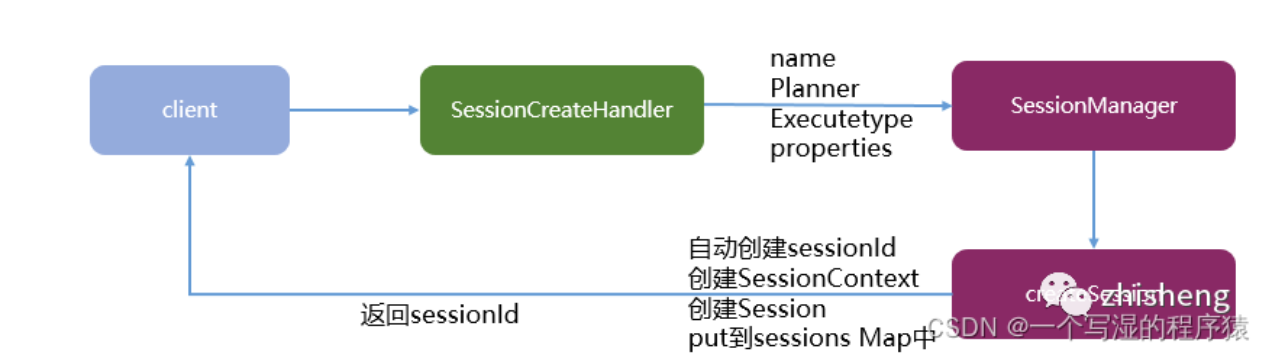 client
SessionCreateHandler
name
Planner
Executetype
properties
SessionManager
自动创建sessionId
创建SessionContext
创建Session
put到sessions Map中
返回sessionId
zhisheng
CSDN @一个写湿的程序猿